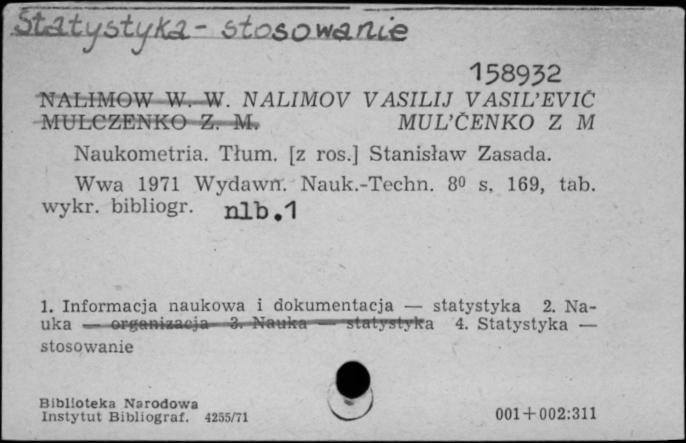 Statystyka - stosowanie
158932
NALIMOW W. W. NALIMOV VASILIJ VASIL'EVIČ
MULCZENKO Z. M. MUL'ČENKO Z M
Naukometria. Tłum. [z ros.] Stanisław Zasada.
Wwa 1971 Wydawn. Nauk.-Techn. 8⁰ s. 169, tab.
wykr. bibliogr. nlb.1
1. Informacja naukowa i dokumentacja — statystyka 2. Na-
uka — organizacja 3. Nauka — statystyka 4. Statystyka —
stosowanie
Biblioteka Narodowa
Instytut Bibliograf. 4255/71
001+002:311